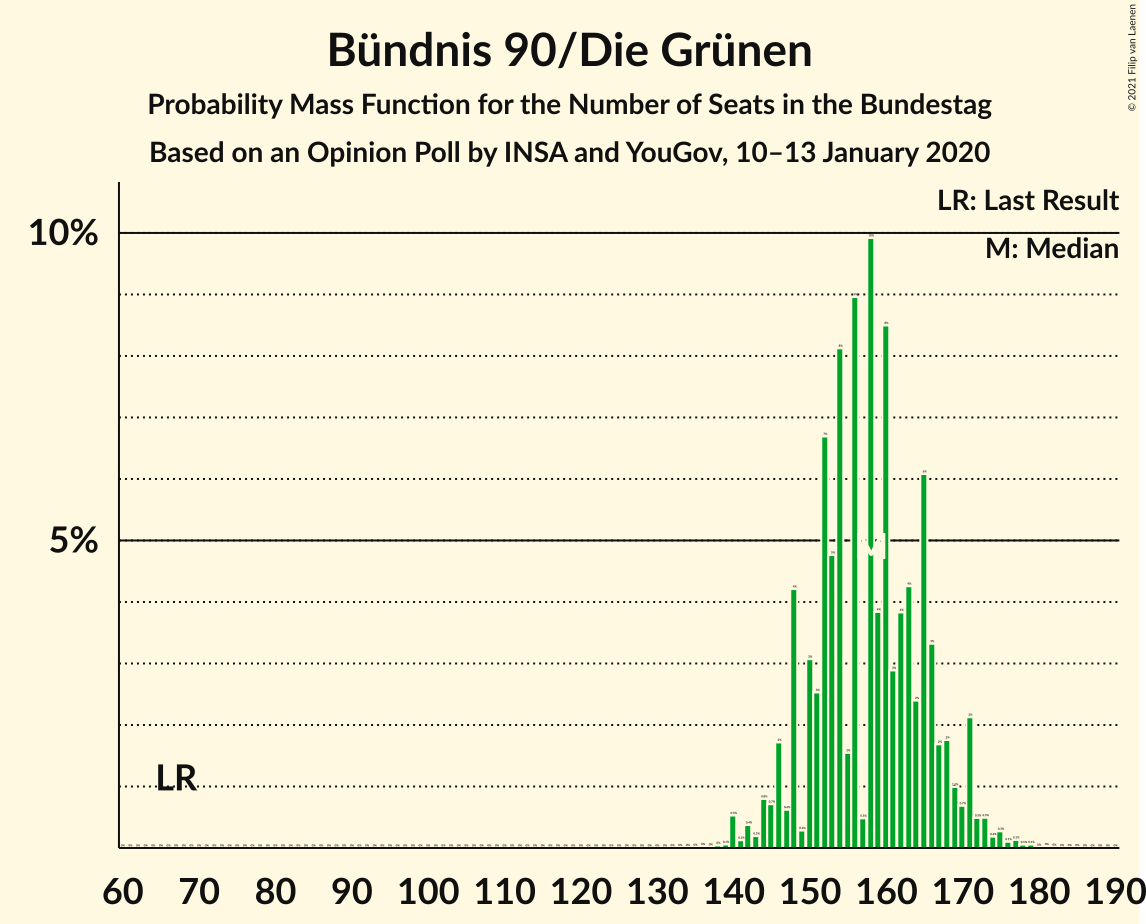 Bündnis 90/Die Grünen
Probability Mass Function for the Number of Seats in the Bundestag
Based on an Opinion Poll by INSA and YouGov, 10–13 January 2020
© 2021 Filip van Laenen
LR: Last Result
M: Median
10%
5%
LR
60 70 80 90 100 110 120 130 140 150 160 170 180 190